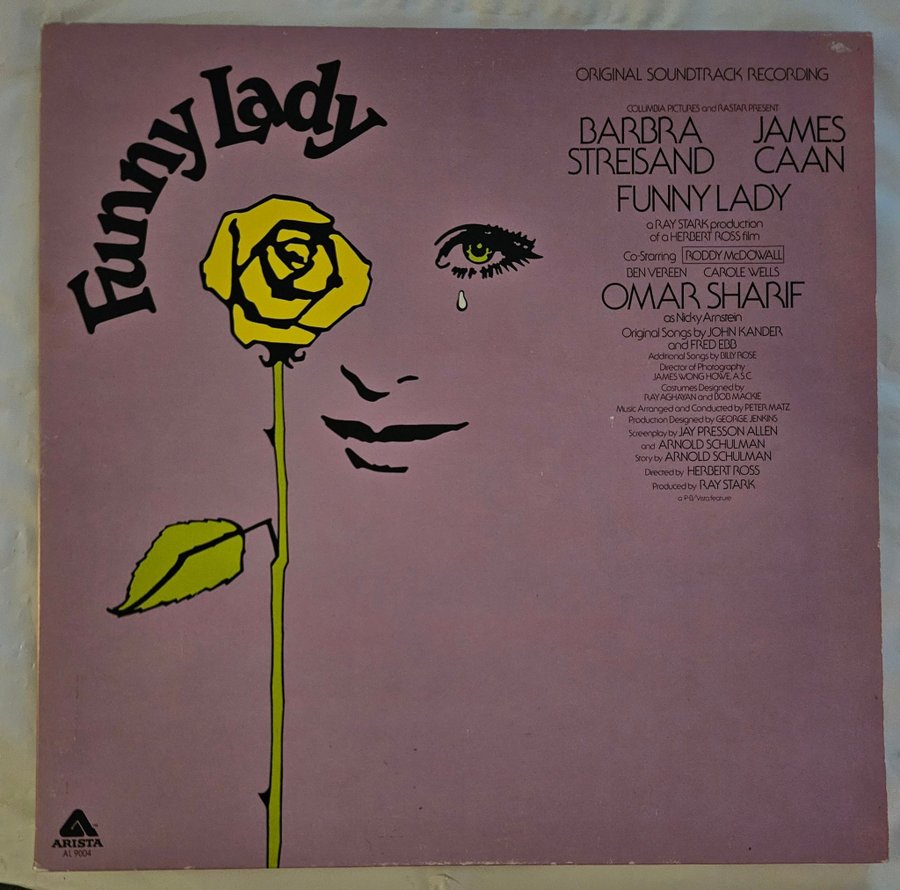 Funny Lady
ORIGINAL SOUNDTRACK RECORDING
COLUMBIA PICTURES and RASTAR PRESENT
BARBRA STREISAND
JAMES CAAN
FUNNY LADY
a RAY STARK production
of a HERBERT ROSS film
Co-Starring RODDY McDOWALL
BEN VEREEN CAROLE WELLS
OMAR SHARIF
as Nicky Arnstein
Original Songs by JOHN KANDER
and FRED EBB
Additional Songs by BILLY ROSE
Director of Photography
JAMES WONG HOWE, A.S.C.
Costumes Designed by
RAY AGHAYAN and BOB MACKIE
Music Arranged and Conducted by PETER MATZ
Production Designed by GEORGE JENKINS
Screenplay by JAY PRESSON ALLEN
and ARNOLD SCHULMAN
Story by ARNOLD SCHULMAN
Directed by HERBERT ROSS
Produced by RAY STARK
a P-B/Vista feature
ARISTA
AL 9004